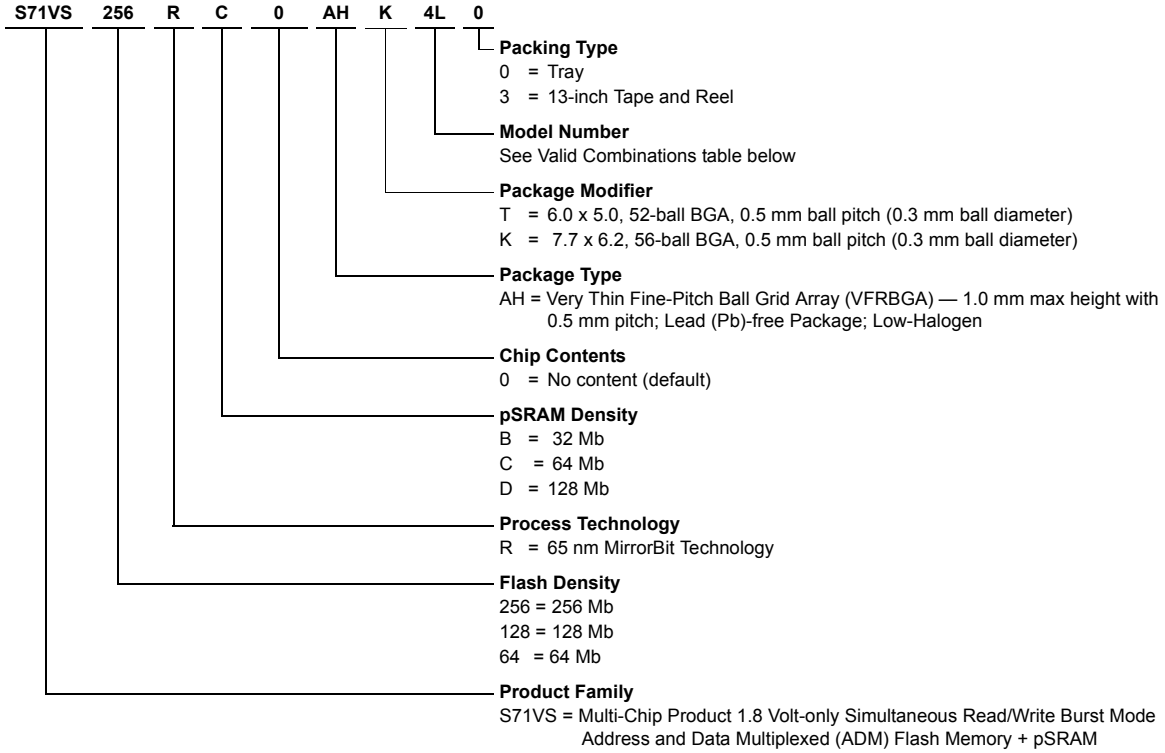 S71VS 256 R C 0 AH K 4L 0
Packing Type
0 = Tray
3 = 13-inch Tape and Reel
Model Number
See Valid Combinations table below
Package Modifier
T = 6.0 x 5.0, 52-ball BGA, 0.5 mm ball pitch (0.3 mm ball diameter)
K = 7.7 x 6.2, 56-ball BGA, 0.5 mm ball pitch (0.3 mm ball diameter)
Package Type
AH = Very Thin Fine-Pitch Ball Grid Array (VFRBGA) — 1.0 mm max height with
0.5 mm pitch; Lead (Pb)-free Package; Low-Halogen
Chip Contents
0 = No content (default)
pSRAM Density
B = 32 Mb
C = 64 Mb
D = 128 Mb
Process Technology
R = 65 nm MirrorBit Technology
Flash Density
256 = 256 Mb
128 = 128 Mb
64 = 64 Mb
Product Family
S71VS = Multi-Chip Product 1.8 Volt-only Simultaneous Read/Write Burst Mode
Address and Data Multiplexed (ADM) Flash Memory + pSRAM